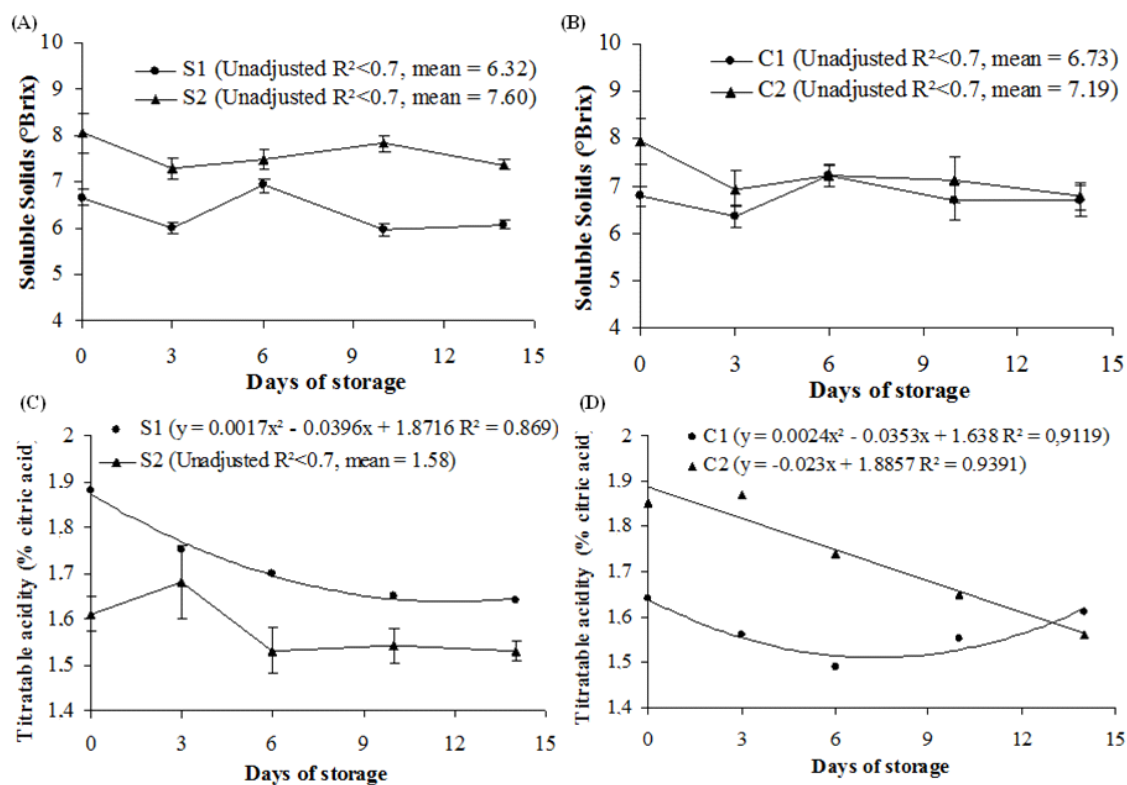 (A)
10
9
8
7
6
5
4
Soluble Solids (°Brix)
S1 (Unadjusted R²<0.7, mean = 6.32)
S2 (Unadjusted R²<0.7, mean = 7.60)
0 3 6 9 12 15
Days of storage
(B)
10
9
8
7
6
5
4
Soluble Solids (°Brix)
C1 (Unadjusted R²<0.7, mean = 6.73)
C2 (Unadjusted R²<0.7, mean = 7.19)
0 3 6 9 12 15
Days of storage
(C)
2
1.9
1.8
1.7
1.6
1.5
1.4
Titratable acidity (% citric acid)
S1 (y = 0.0017x² - 0.0396x + 1.8716 R² = 0.869)
S2 (Unadjusted R²<0.7, mean = 1.58)
0 3 6 9 12 15
Days of storage
(D)
2
1.9
1.8
1.7
1.6
1.5
1.4
Titratable acidity (% citric acid)
C1 (y = 0.0024x² - 0.0353x + 1.638 R² = 0,9119)
C2 (y = -0.023x + 1.8857 R² = 0.9391)
0 3 6 9 12 15
Days of storage